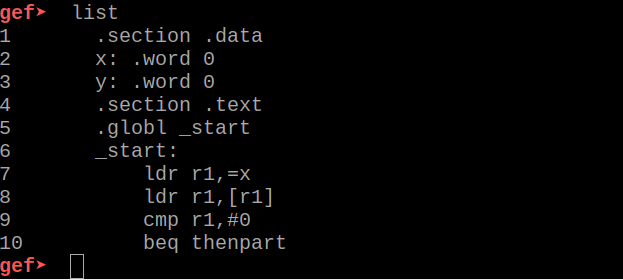 gef➤  list
1       .section .data
2       x: .word 0
3       y: .word 0
4       .section .text
5       .globl _start
6       _start:
7           ldr r1,=x
8           ldr r1,[r1]
9           cmp r1,#0
10          beq thenpart
gef➤